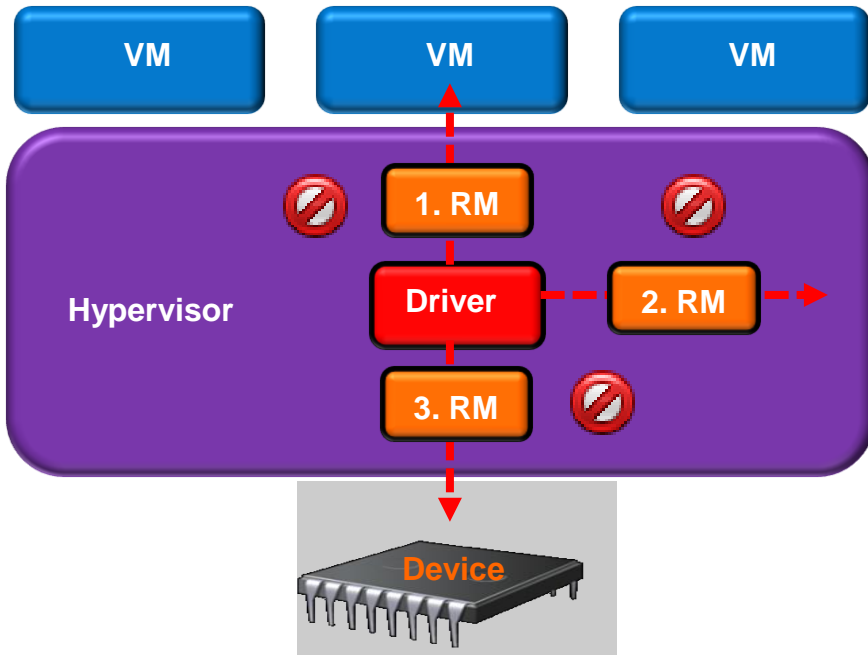 VM
VM
VM
1. RM
Hypervisor
Driver
2. RM
3. RM
Device